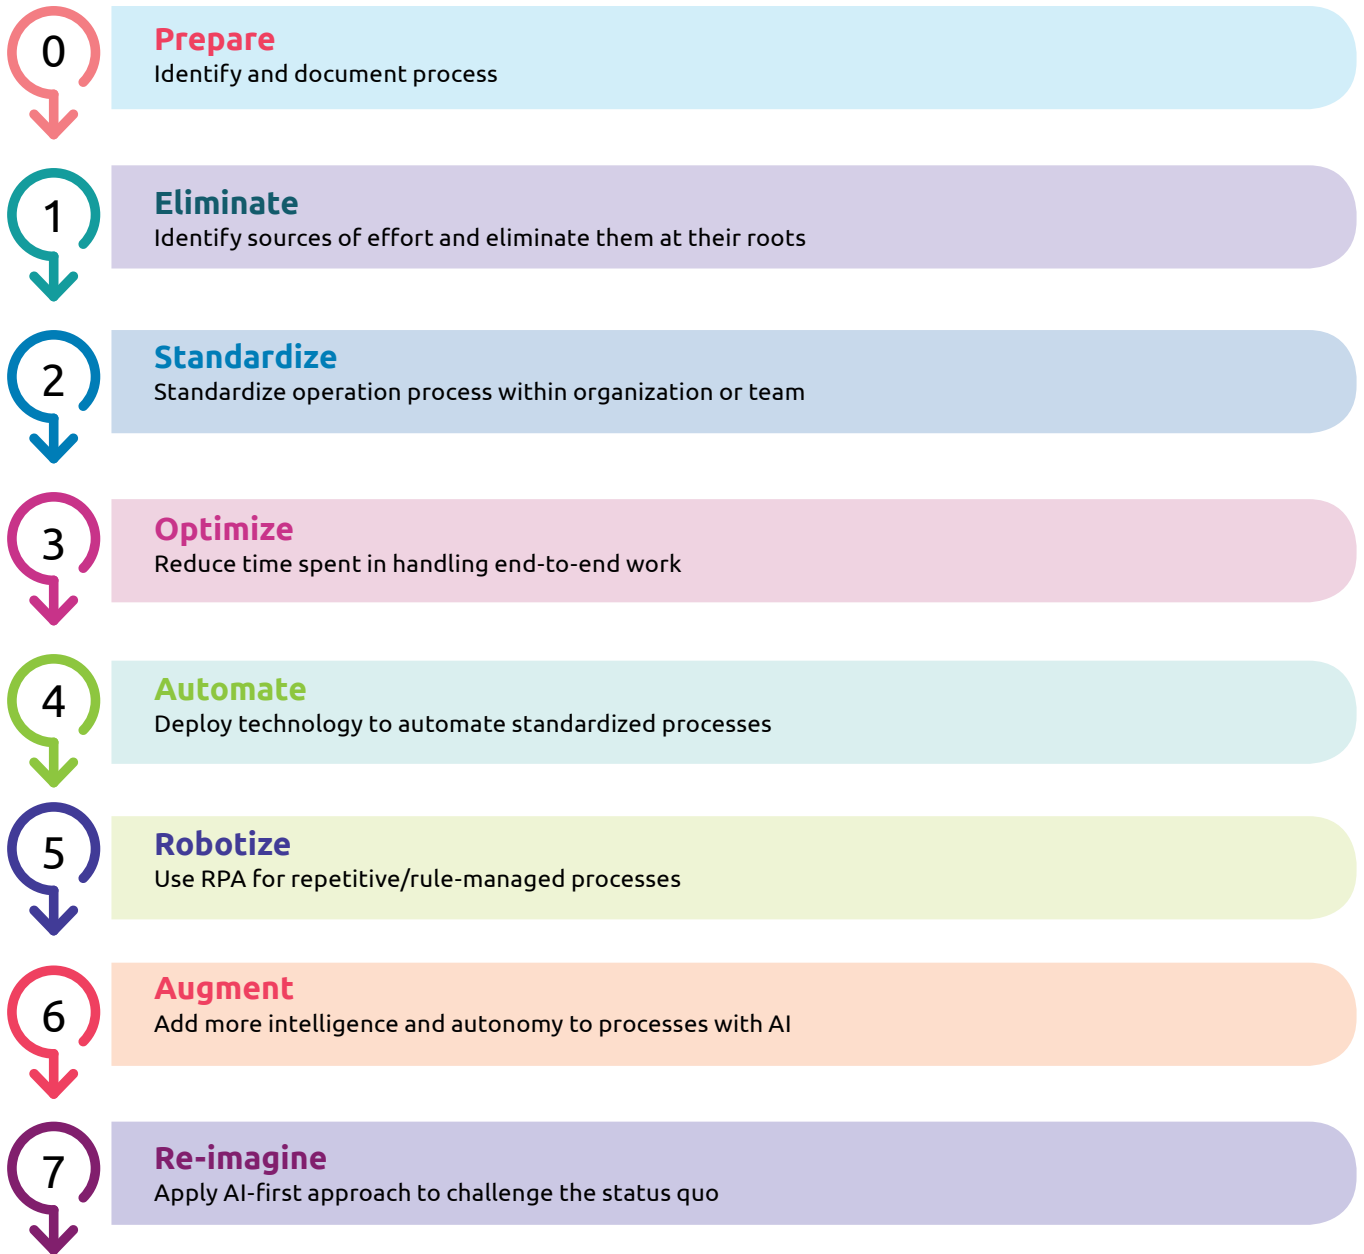 0
Prepare
Identify and document process
1
Eliminate
Identify sources of effort and eliminate them at their roots
2
Standardize
Standardize operation process within organization or team
3
Optimize
Reduce time spent in handling end-to-end work
4
Automate
Deploy technology to automate standardized processes
5
Robotize
Use RPA for repetitive/rule-managed processes
6
Augment
Add more intelligence and autonomy to processes with AI
7
Re-imagine
Apply AI-first approach to challenge the status quo